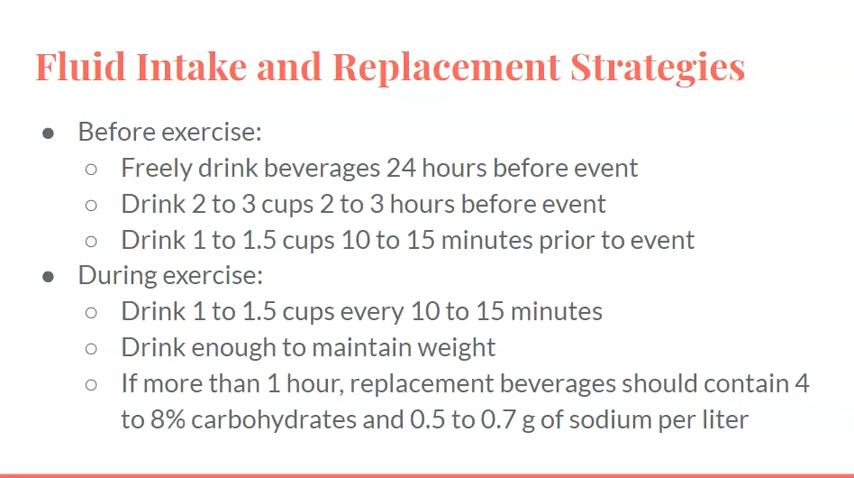 Fluid Intake and Replacement Strategies
● Before exercise:
○ Freely drink beverages 24 hours before event
○ Drink 2 to 3 cups 2 to 3 hours before event
○ Drink 1 to 1.5 cups 10 to 15 minutes prior to event
● During exercise:
○ Drink 1 to 1.5 cups every 10 to 15 minutes
○ Drink enough to maintain weight
○ If more than 1 hour, replacement beverages should contain 4
to 8% carbohydrates and 0.5 to 0.7 g of sodium per liter